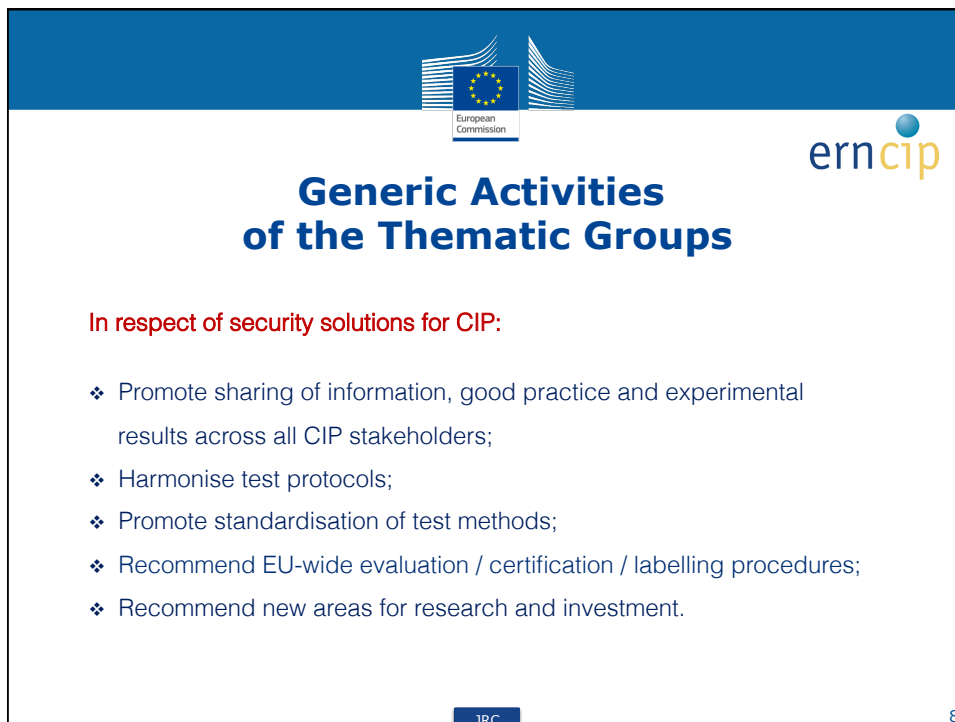 European
Commission
erncip
Generic Activities
of the Thematic Groups
In respect of security solutions for CIP:
❖ Promote sharing of information, good practice and experimental
results across all CIP stakeholders;
❖ Harmonise test protocols;
❖ Promote standardisation of test methods;
❖ Recommend EU-wide evaluation / certification / labelling procedures;
❖ Recommend new areas for research and investment.
JRC
8